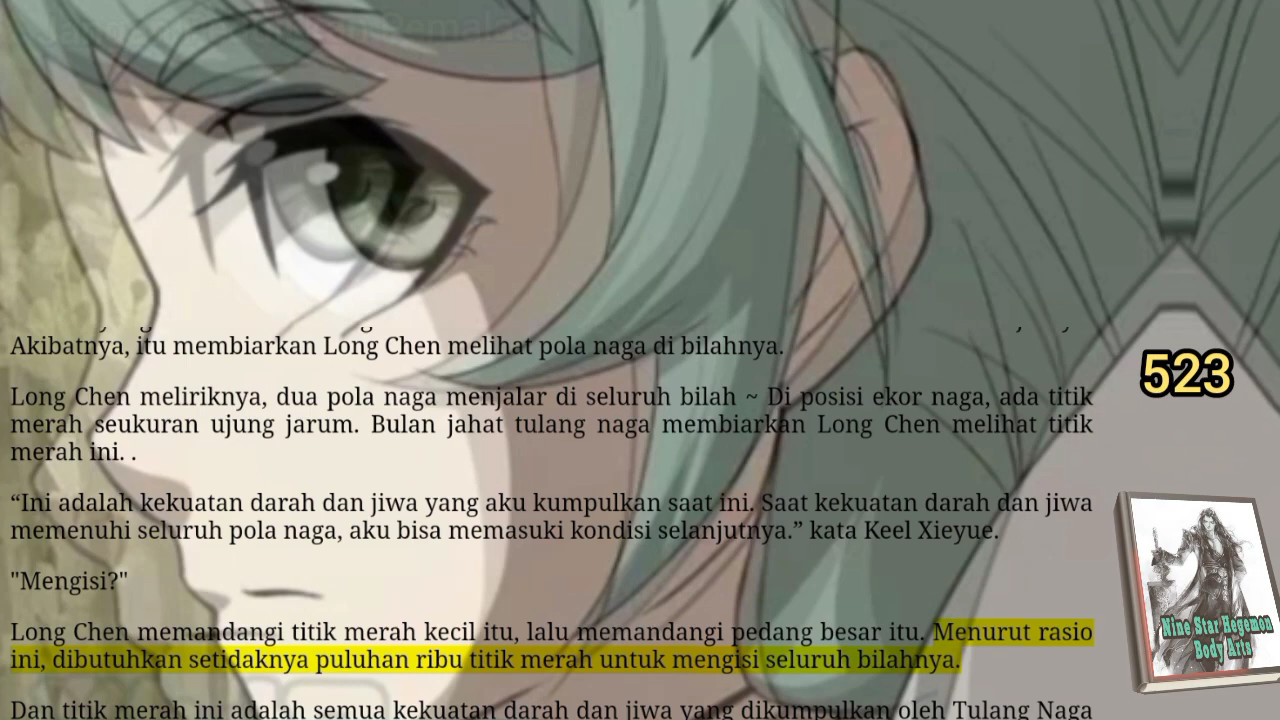 Akibatnya, itu membiarkan Long Chen melihat pola naga di bilahnya.
Long Chen meliriknya, dua pola naga menjalar di seluruh bilah ~ Di posisi ekor naga, ada titik
merah seukuran ujung jarum. Bulan jahat tulang naga membiarkan Long Chen melihat titik
merah ini. .
“Ini adalah kekuatan darah dan jiwa yang aku kumpulkan saat ini. Saat kekuatan darah dan jiwa
memenuhi seluruh pola naga, aku bisa memasuki kondisi selanjutnya.” kata Keel Xieyue.
"Mengisi?"
Long Chen memandangi titik merah kecil itu, lalu memandangi pedang besar itu. Menurut rasio
ini, dibutuhkan setidaknya puluhan ribu titik merah untuk mengisi seluruh bilahnya.
Dan titik merah ini adalah semua kekuatan darah dan jiwa yang dikumpulkan oleh Tulang Naga
523
Nine Star Hegemon
Body Arts